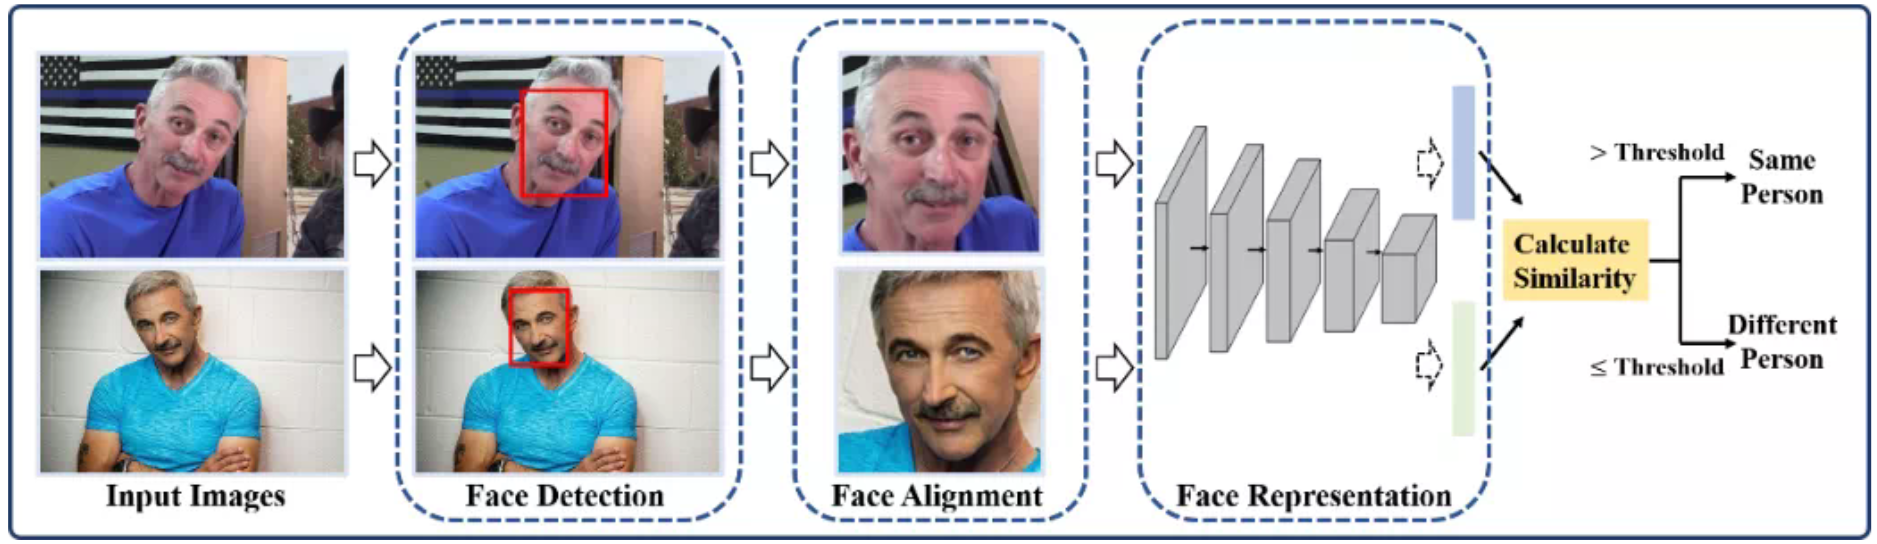 Input Images
Face Detection
Face Alignment
Face Representation
Calculate
Similarity
> Threshold
Same
Person
≤ Threshold
Different
Person